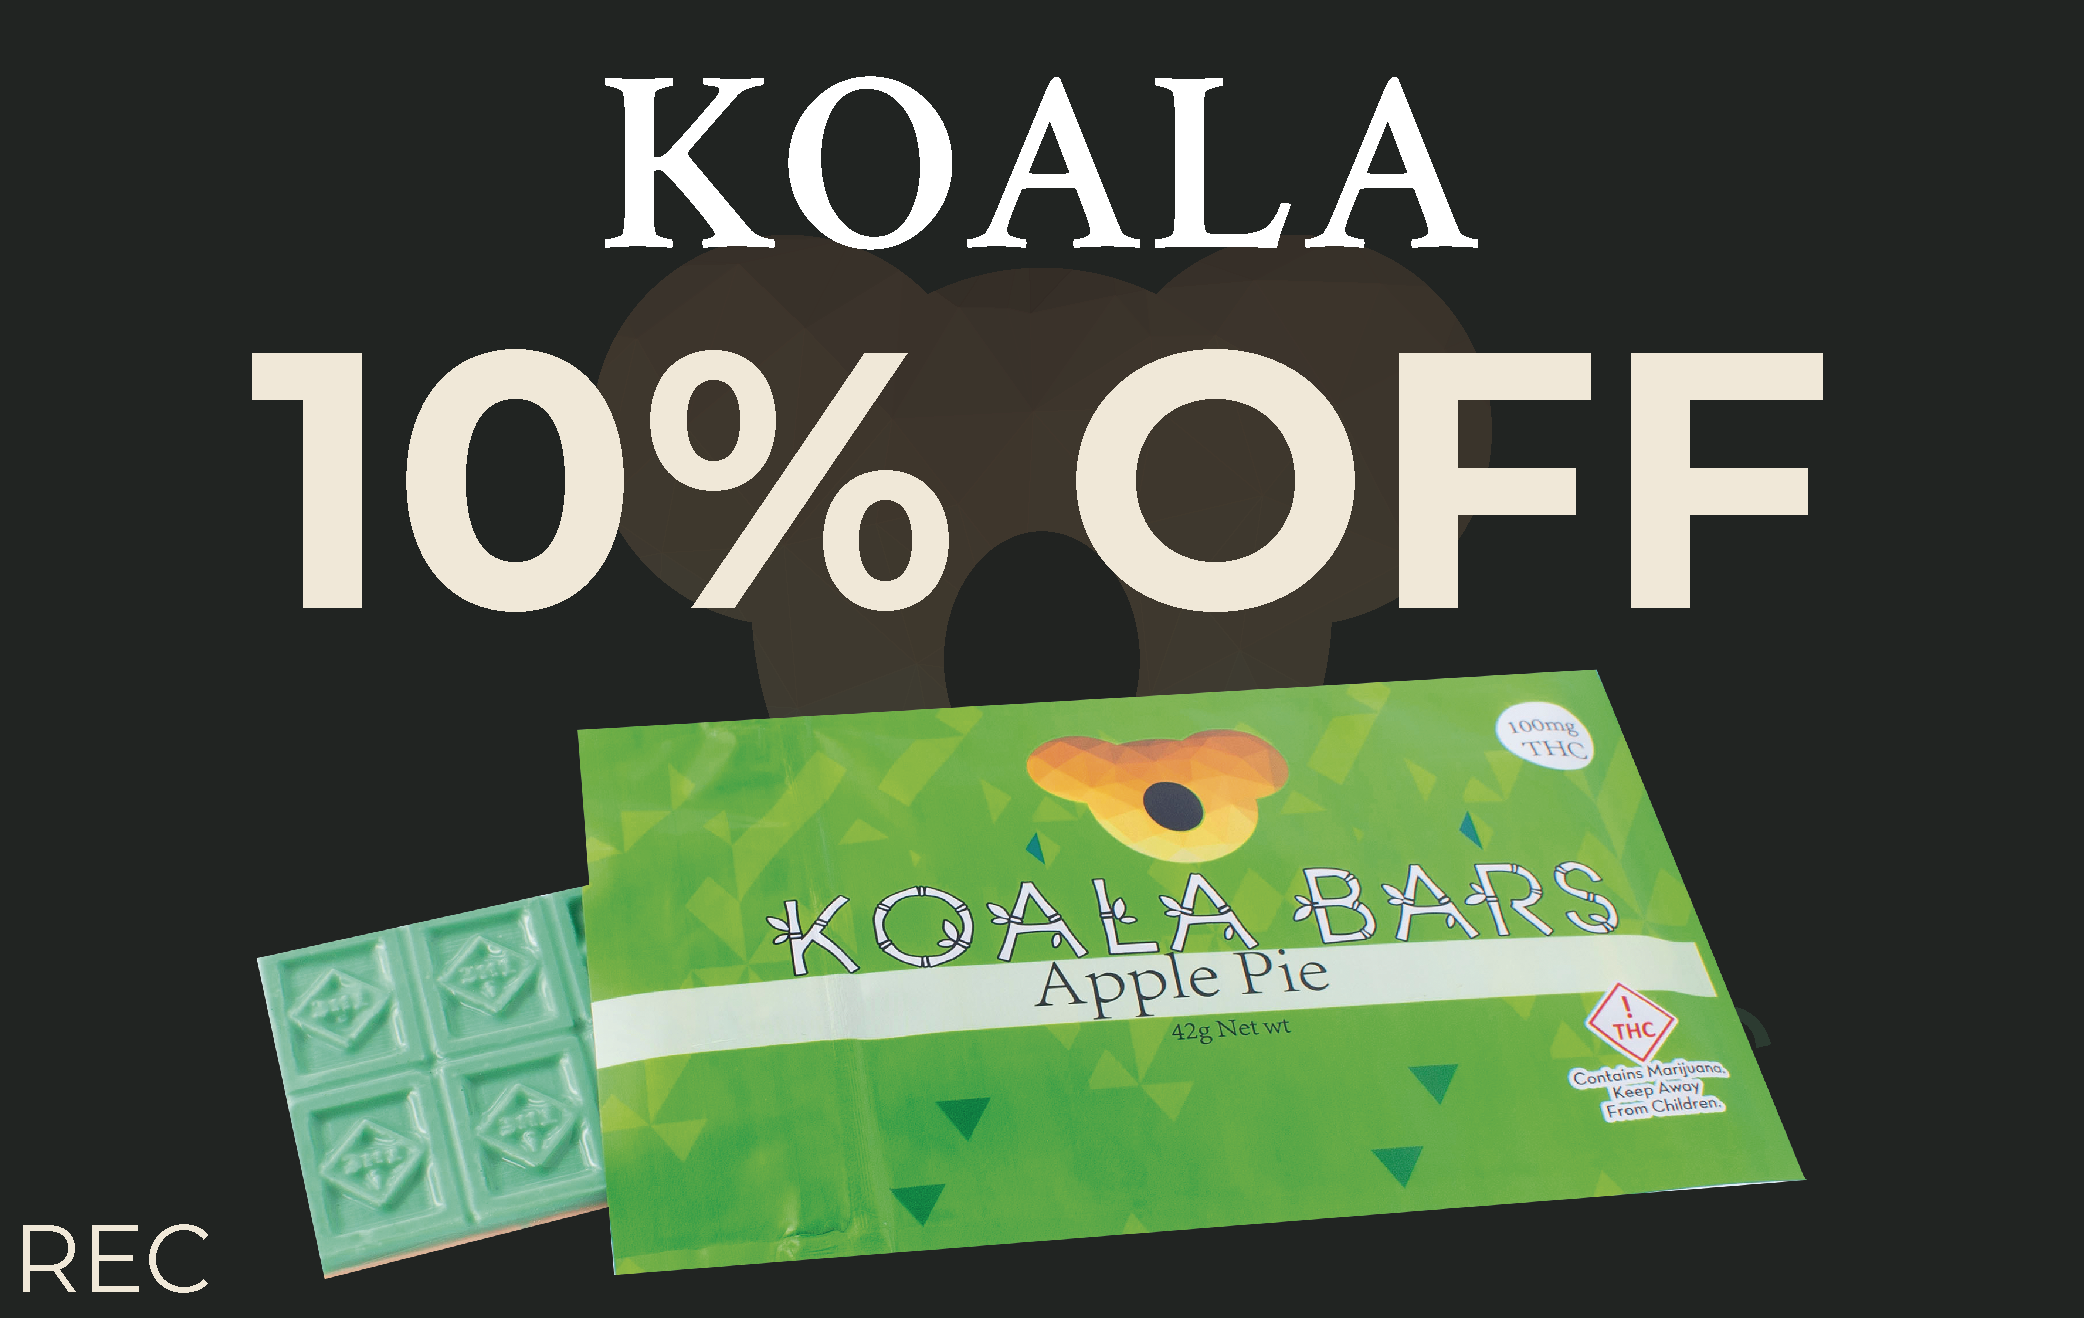 KOALA
10% OFF
100mg
THC
KOALA BARS
Apple Pie
42g Net wt
!
THC
Contains Marijuana.
Keep Away
From Children.
REC